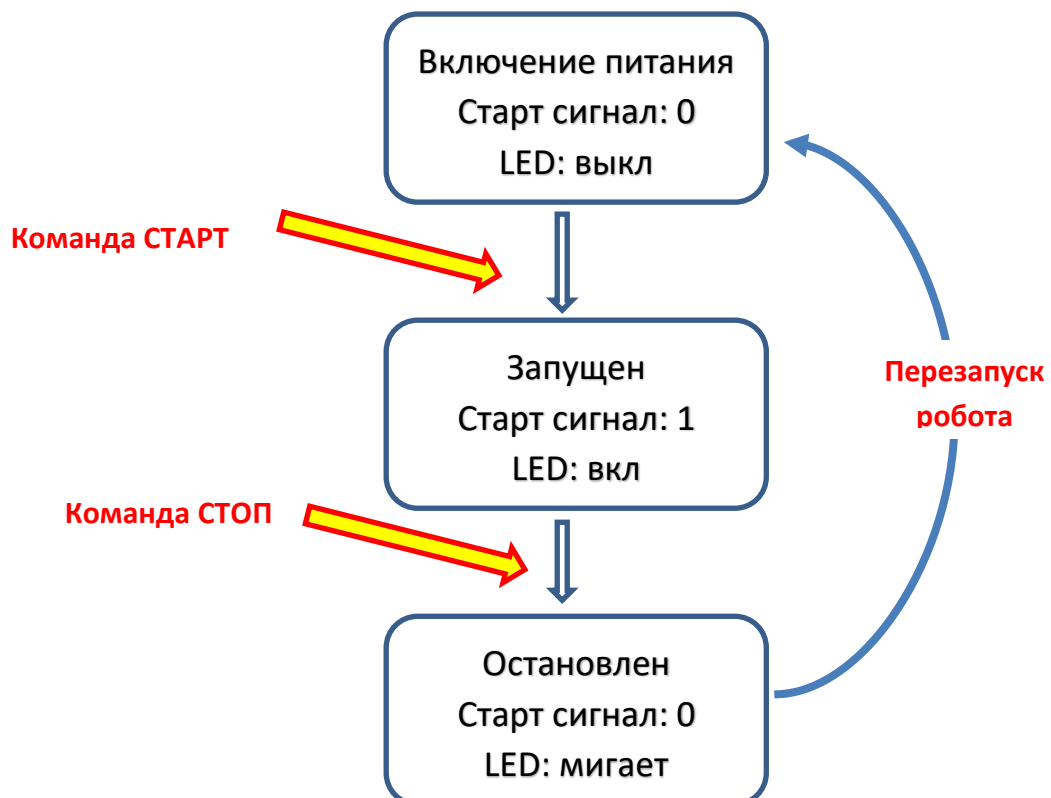 Включение питания
Старт сигнал: 0
LED: выкл
Команда СТАРТ
Запущен
Старт сигнал: 1
LED: вкл
Перезапуск
робота
Команда СТОП
Остановлен
Старт сигнал: 0
LED: мигает